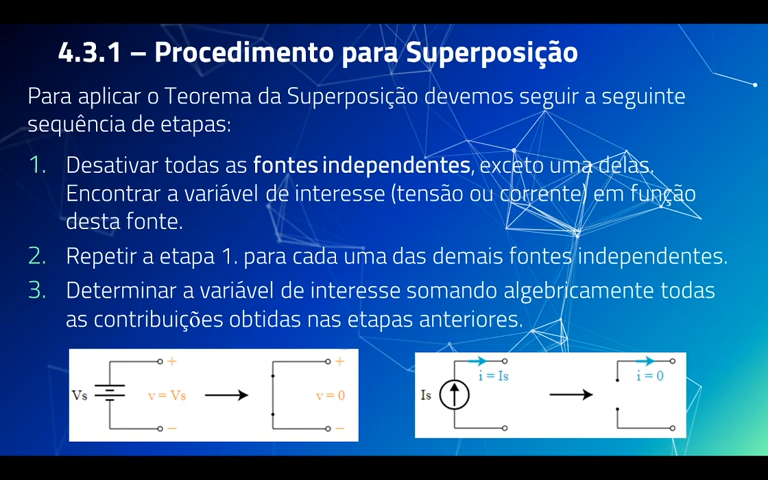 4.3.1 – Procedimento para Superposição
Para aplicar o Teorema da Superposição devemos seguir a seguinte
sequência de etapas:
1. Desativar todas as fontes independentes, exceto uma delas.
Encontrar a variável de interesse (tensão ou corrente) em função
desta fonte.
2. Repetir a etapa 1. para cada uma das demais fontes independentes.
3. Determinar a variável de interesse somando algebricamente todas
as contribuições obtidas nas etapas anteriores.
+ +
Vs v = Vs v = 0
− −
i = Is i = 0
Is